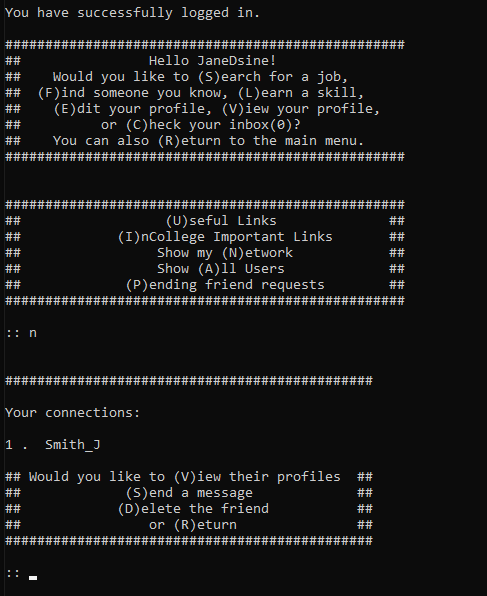 You have successfully logged in.
##################################################
##                Hello JaneDsine!
##    Would you like to (S)earch for a job,
##  (F)ind someone you know, (L)earn a skill,
##    (E)dit your profile, (V)iew your profile,
##          or (C)heck your inbox(0)?
##    You can also (R)eturn to the main menu.
##################################################
##################################################
##                  (U)seful Links              ##
##            (I)nCollege Important Links       ##
##                 Show my (N)etwork            ##
##                 Show (A)ll Users             ##
##             (P)ending friend requests        ##
##################################################
:: n
##############################################
Your connections:
1 .  Smith_J
## Would you like to (V)iew their profiles  ##
##             (S)end a message             ##
##            (D)elete the friend           ##
##                or (R)eturn               ##
##############################################
::